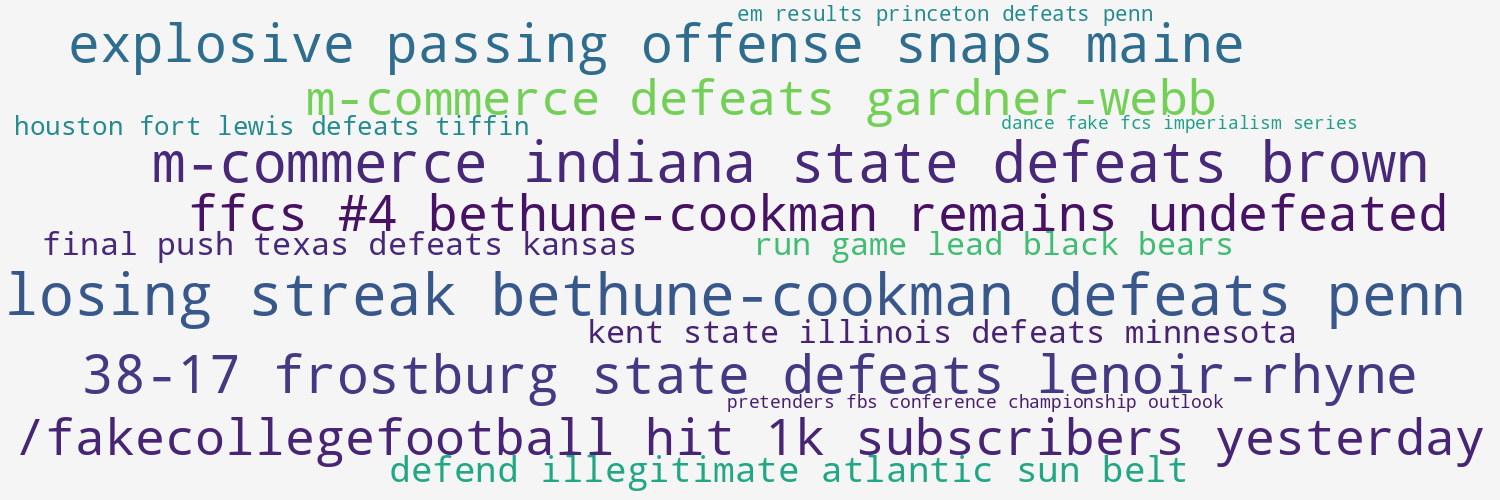 em results princeton defeats penn
explosive passing offense snaps maine
m-commerce defeats gardner-webb
houston fort lewis defeats tiffin
dance fake fcs imperialism series
m-commerce indiana state defeats brown
ffcs #4 bethune-cookman remains undefeated
final push texas defeats kansas
run game lead black bears
losing streak bethune-cookman defeats penn
kent state illinois defeats minnesota
38-17 frostburg state defeats lenoir-rhyne
pretenders fbs conference championship outlook
/fakecollegefootball hit 1k subscribers yesterday
defend illegitimate atlantic sun belt